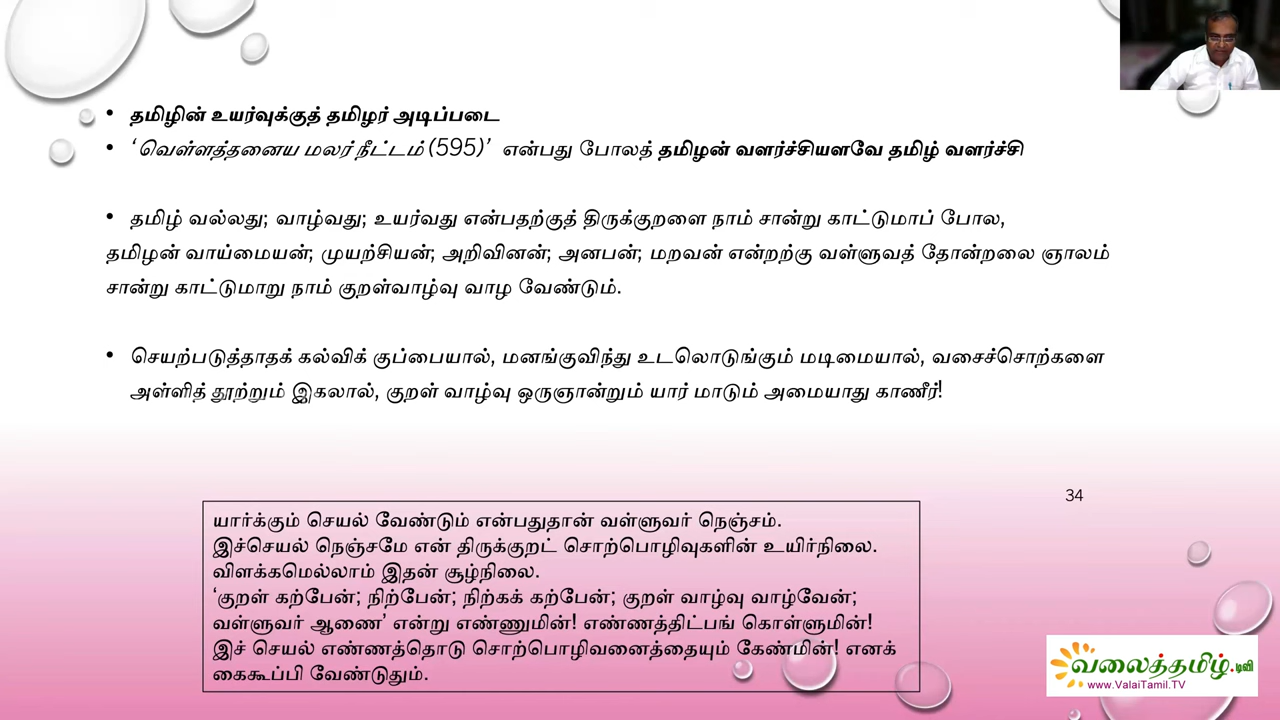 • தமிழின் உயர்வுக்குத் தமிழர் அடிப்படை
• ‘வெள்ளத்தனைய மலர் நீட்டம் (595)’ என்பது போலத் தமிழன் வளர்ச்சியளவே தமிழ் வளர்ச்சி
• தமிழ் வல்லது; வாழ்வது; உயர்வது என்பதற்குத் திருக்குறளை நாம் சான்று காட்டுமாப் போல,
தமிழன் வாய்மையன்; முயற்சியன்; அறிவினன்; அனபன்; மறவன் என்றற்கு வள்ளுவத் தோன்றலை ஞாலம்
சான்று காட்டுமாறு நாம் குறள்வாழ்வு வாழ வேண்டும்.
• செயற்படுத்தாதக் கல்விக் குப்பையால், மனங்குவிந்து உடலொடுங்கும் மடிமையால், வசைச்சொற்களை
அள்ளித் தூற்றும் இகலால், குறள் வாழ்வு ஒருஞான்றும் யார் மாடும் அமையாது காணீர்!
34
யார்க்கும் செயல் வேண்டும் என்பதுதான் வள்ளுவர் நெஞ்சம்.
இச்செயல் நெஞ்சமே என் திருக்குறட் சொற்பொழிவுகளின் உயிர்நிலை.
விளக்கமெல்லாம் இதன் சூழ்நிலை.
‘குறள் கற்பேன்; நிற்பேன்; நிற்கக் கற்பேன்; குறள் வாழ்வு வாழ்வேன்;
வள்ளுவர் ஆணை’ என்று எண்ணுமின்! எண்ணத்திட்பங் கொள்ளுமின்!
இச் செயல் எண்ணத்தொடு சொற்பொழிவனைத்தையும் கேண்மின்! எனக்
கைகூப்பி வேண்டுதும்.
வலைத்தமிழ்.டிவி
www.ValaiTamil.TV